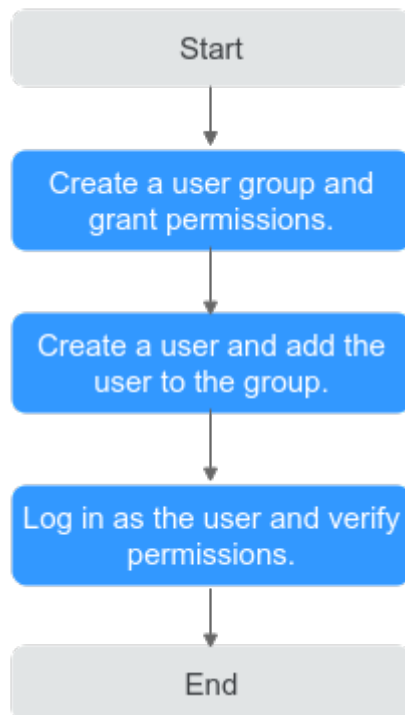 Start
Create a user group and
grant permissions.
Create a user and add the
user to the group.
Log in as the user and verify
permissions.
End